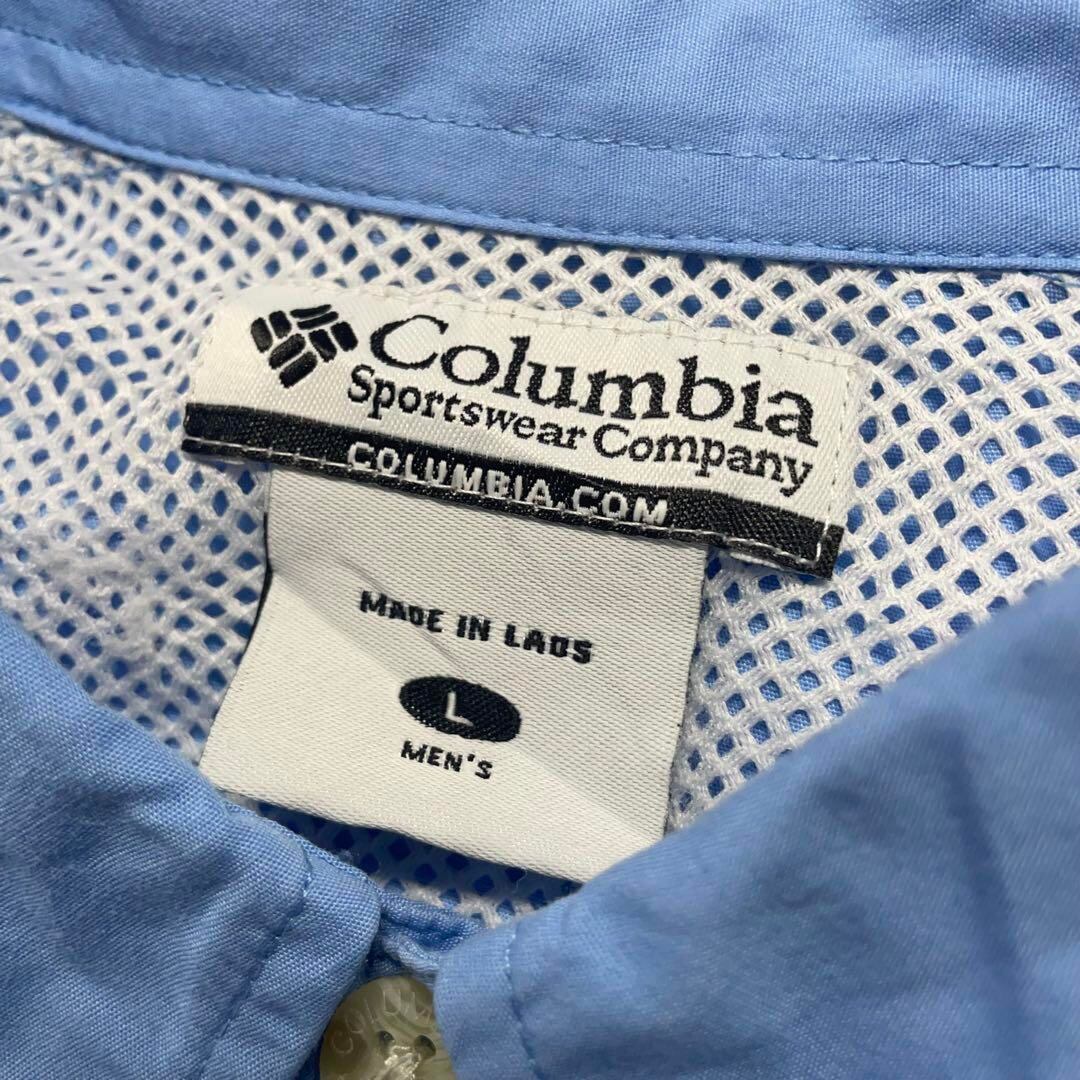 Columbia
Sportswear Company
COLUMBIA.COM
MADE IN LAOS
L
MEN'S